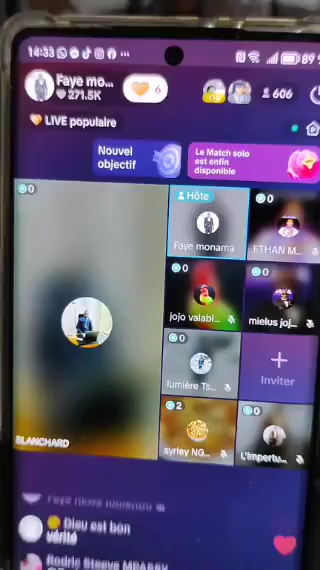 14:33
89
Faye mo...
271.5K
6
606
LIVE populaire
Nouvel
objectif
Le Match solo
est enfin
disponible
0
Hôte
0
Faye monama
ETHAN M...
0
0
jojo valabl...
mielus joj...
0
lumière Ts...
Inviter
2
0
syrley NG...
L'impertu...
BLANCHARD
Dieu est bon
vérité
Rodric Steeve